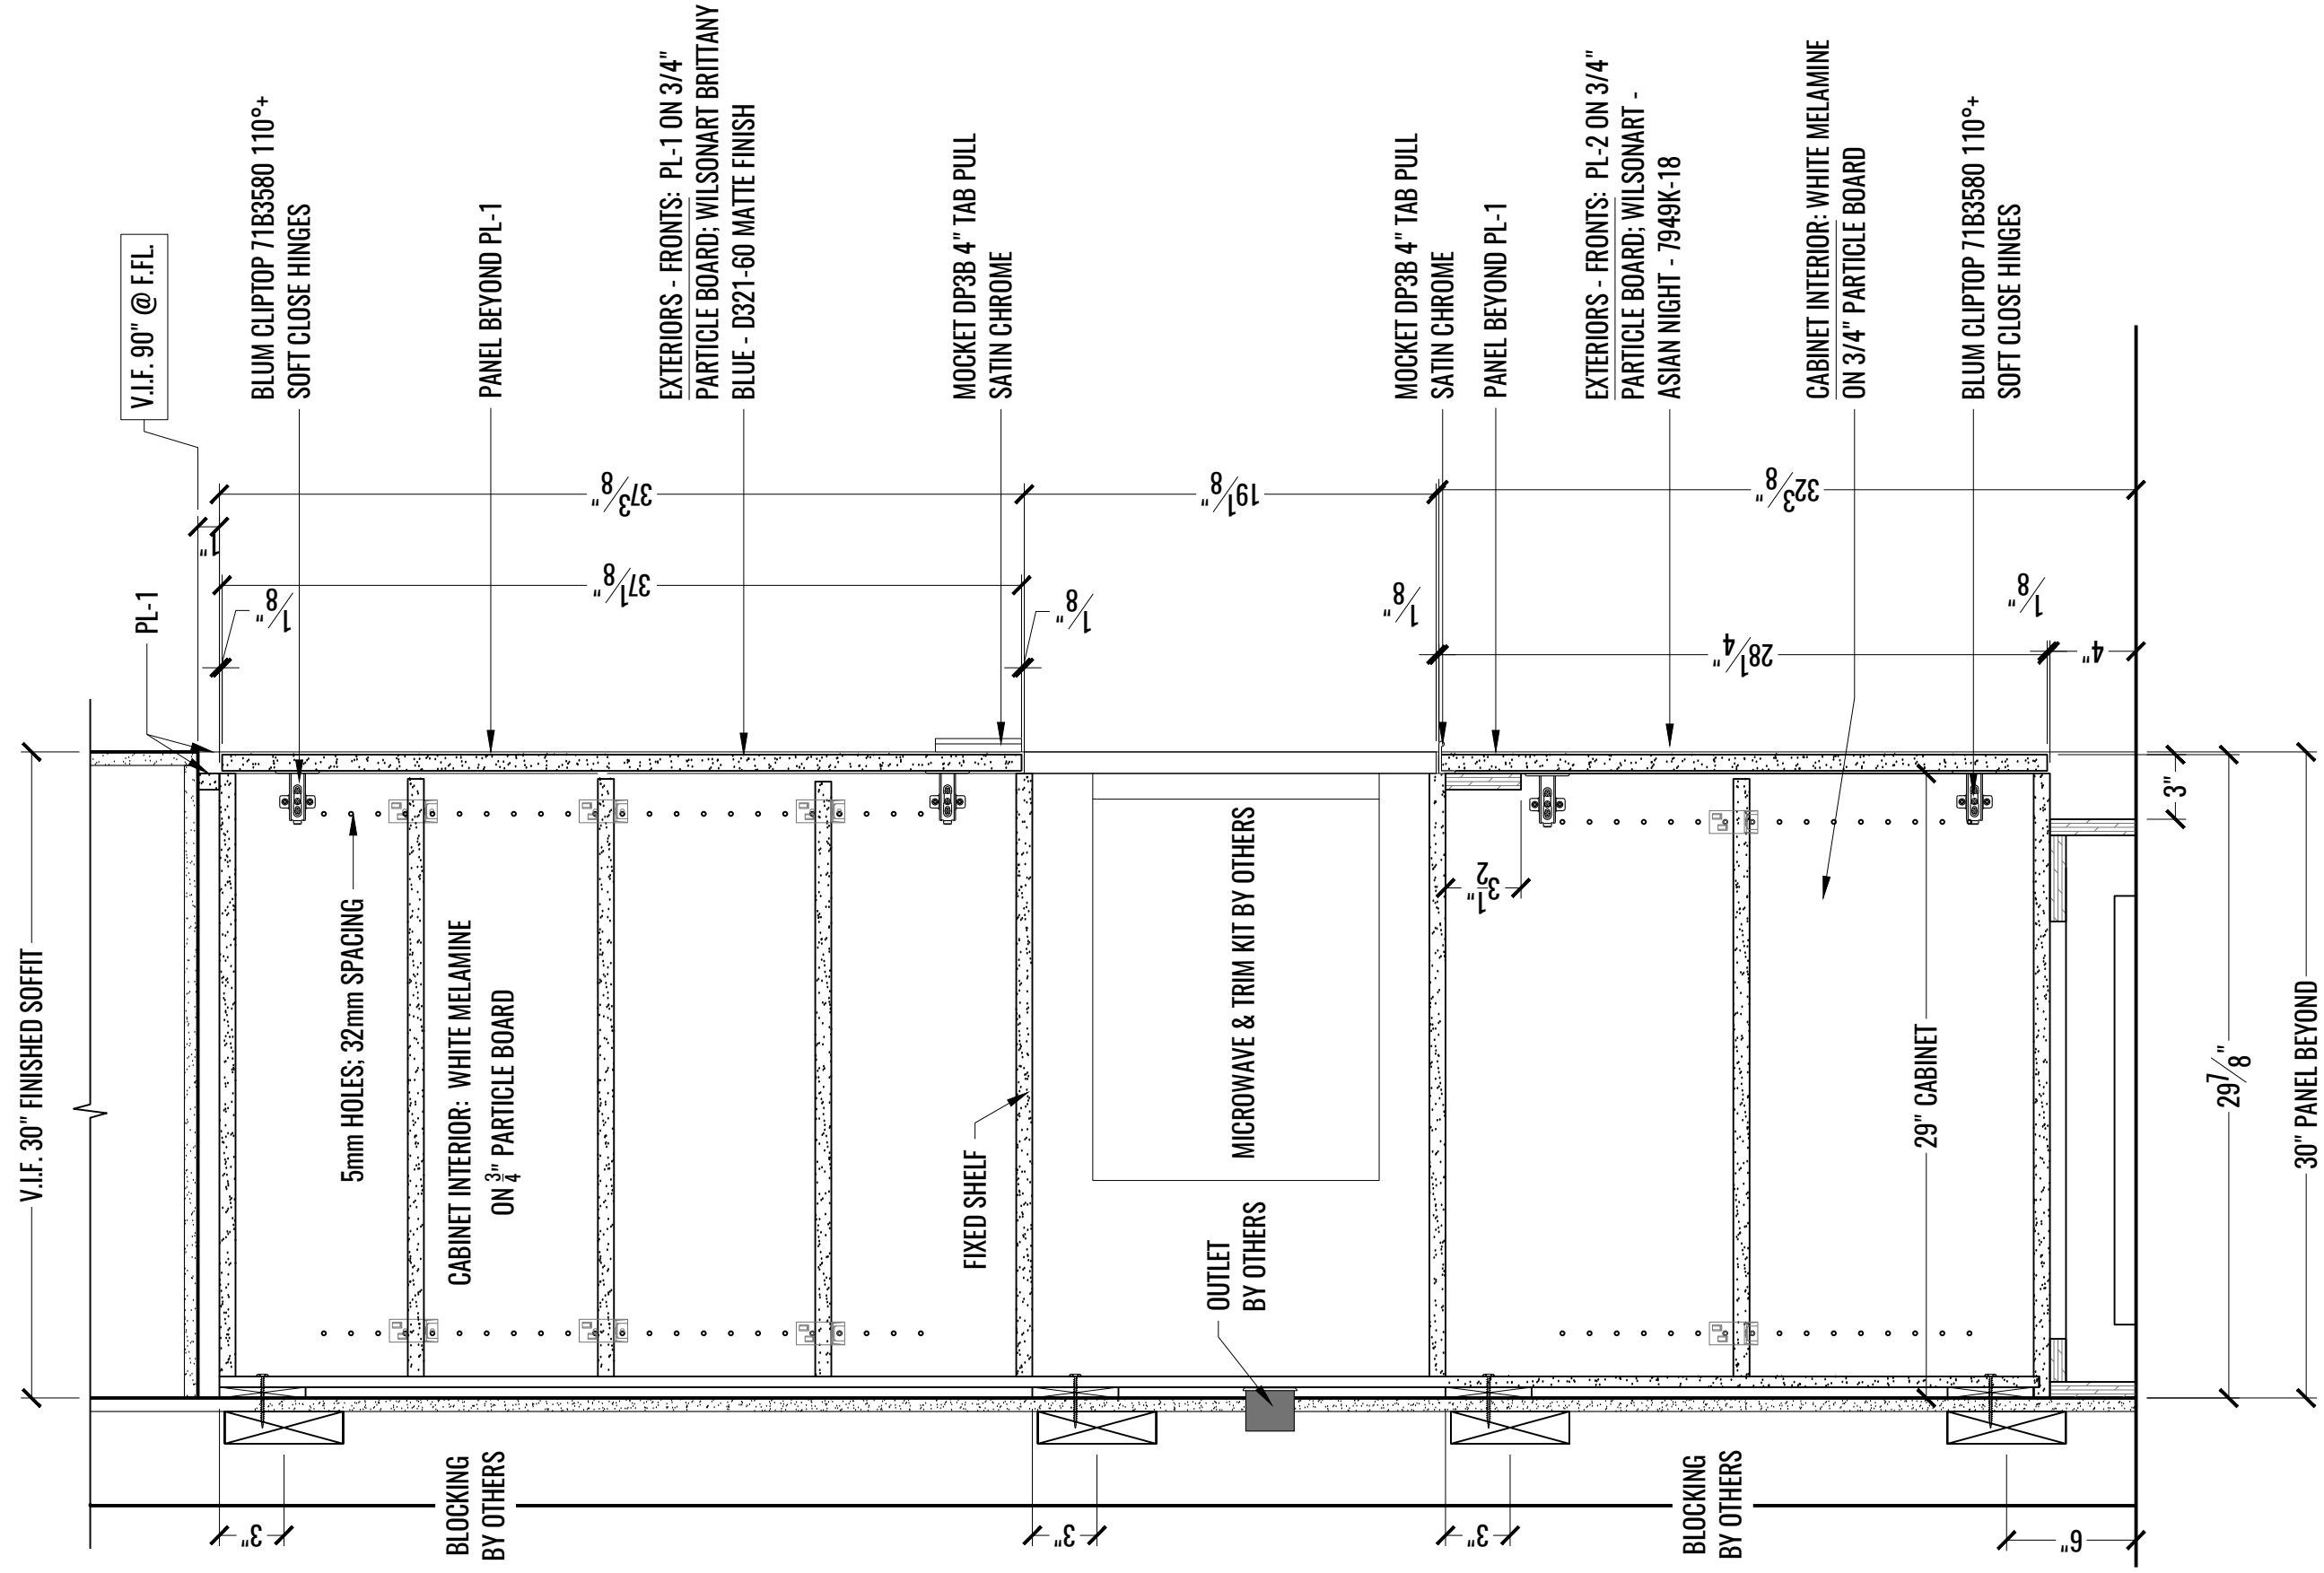 V.I.F. 30" FINISHED SOFFIT
V.I.F. 90" @ F.FL.
PL-1
1"
BLUM CLIPTOP 71B3580 110°+
SOFT CLOSE HINGES
PANEL BEYOND PL-1
EXTERIORS - FRONTS: PL-1 ON 3/4"
PARTICLE BOARD; WILSONART BRITTANY
BLUE - D321-60 MATTE FINISH
MOCKET DP3B 4" TAB PULL
SATIN CHROME
37 3/8"
37 1/8"
1/8"
1/8"
5mm HOLES; 32mm SPACING
CABINET INTERIOR: WHITE MELAMINE
ON 3/4" PARTICLE BOARD
FIXED SHELF
19 1/8"
MICROWAVE & TRIM KIT BY OTHERS
OUTLET
BY OTHERS
MOCKET DP3B 4" TAB PULL
SATIN CHROME
PANEL BEYOND PL-1
EXTERIORS - FRONTS: PL-2 ON 3/4"
PARTICLE BOARD; WILSONART -
ASIAN NIGHT - 7949K-18
CABINET INTERIOR: WHITE MELAMINE
ON 3/4" PARTICLE BOARD
BLUM CLIPTOP 71B3580 110°+
SOFT CLOSE HINGES
32 3/8"
1/8"
28 1/4"
1/8"
4"
3 1/2"
29" CABINET
3"
29 7/8"
30" PANEL BEYOND
BLOCKING
BY OTHERS
BLOCKING
BY OTHERS
3"
3"
3"
6"